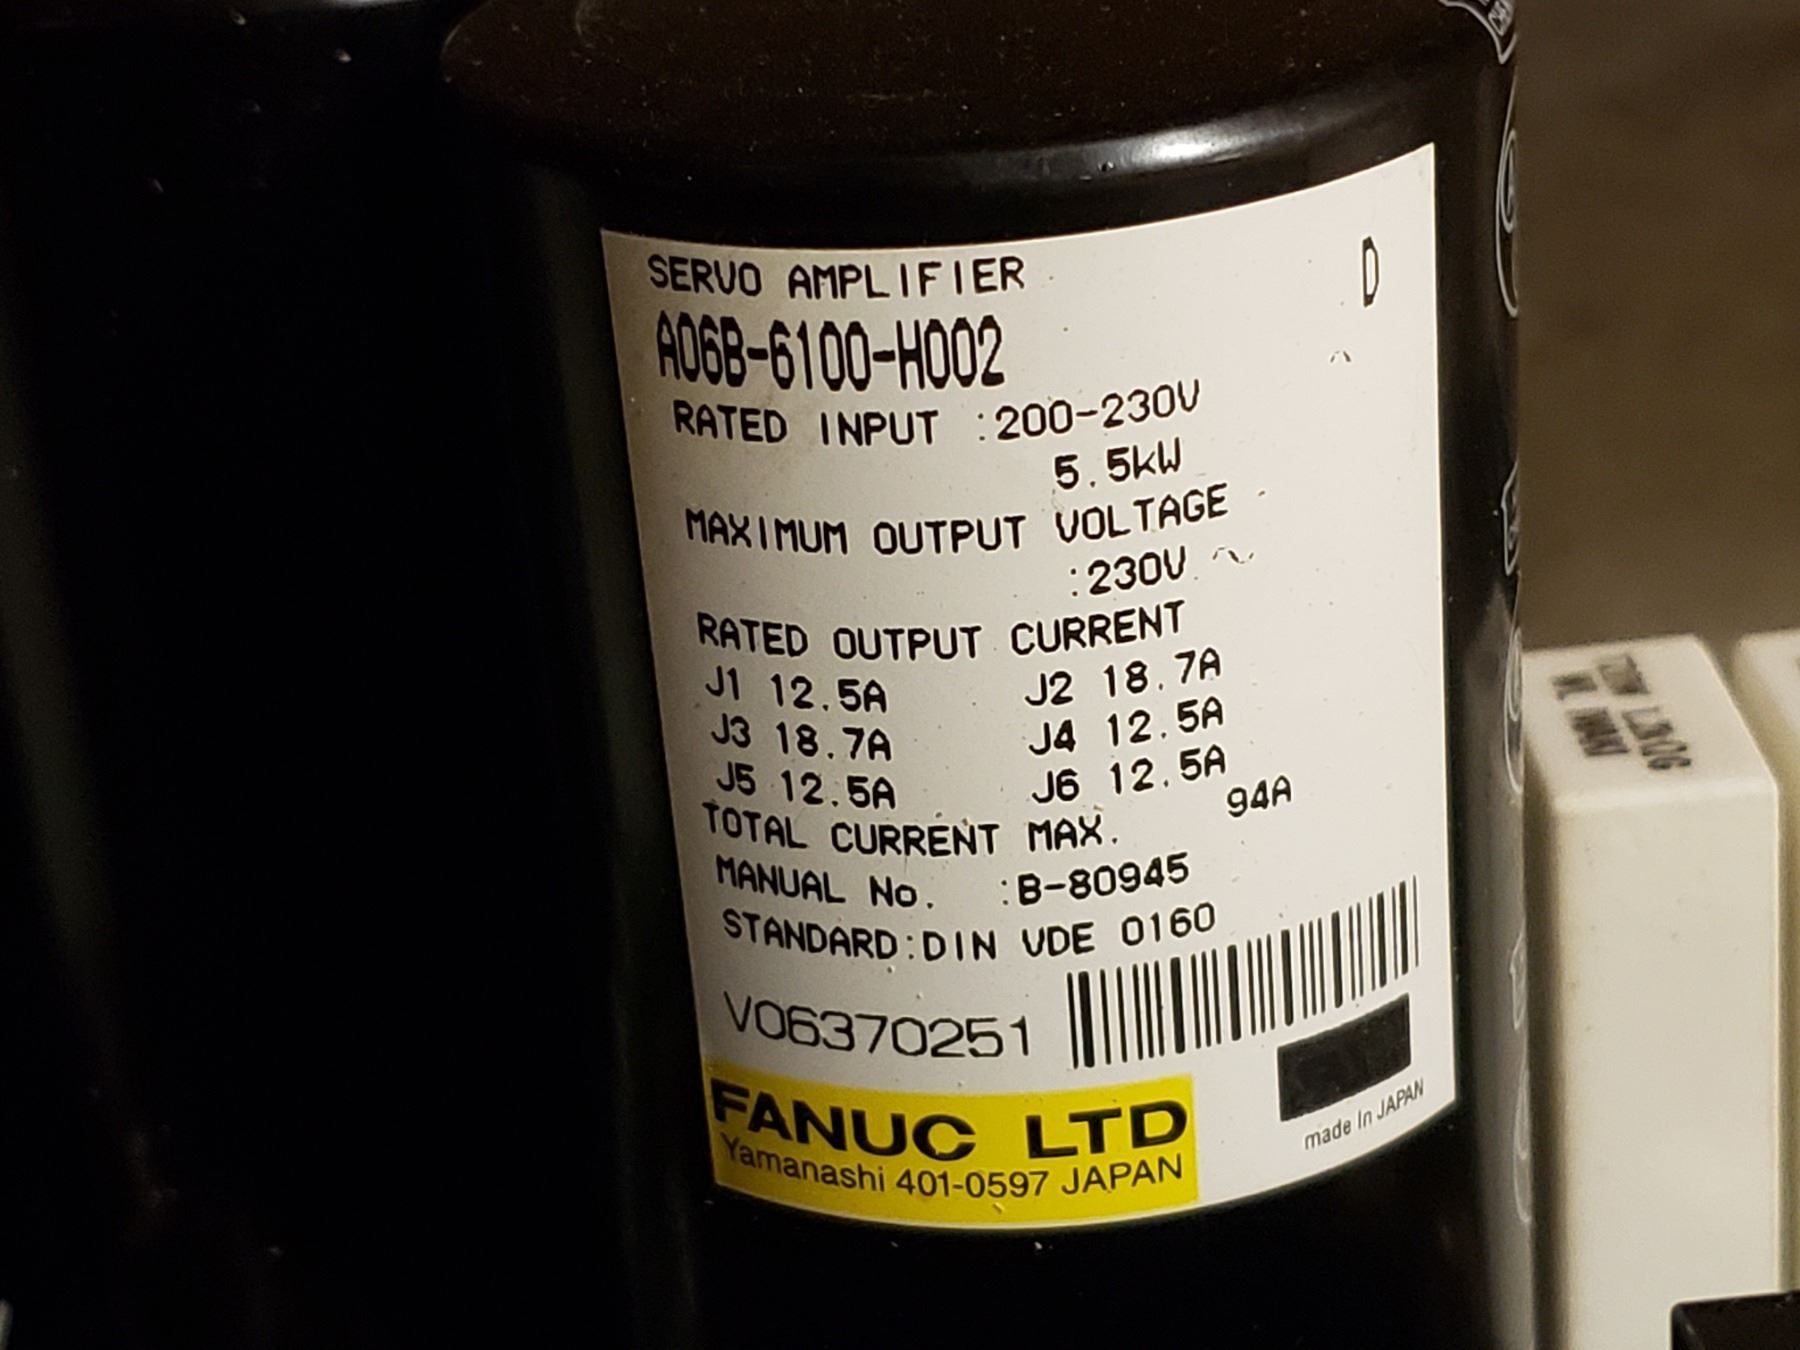 SERVO AMPLIFIER D
A06B-6100-H002
RATED INPUT :200-230V
5.5kW
MAXIMUM OUTPUT VOLTAGE
:230V
RATED OUTPUT CURRENT
J1 12.5A J2 18.7A
J3 18.7A J4 12.5A
J5 12.5A J6 12.5A
TOTAL CURRENT MAX. 94A
MANUAL No. :B-80945
STANDARD:DIN VDE 0160
V06370251
FANUC LTD
Yamanashi 401-0597 JAPAN
made In JAPAN